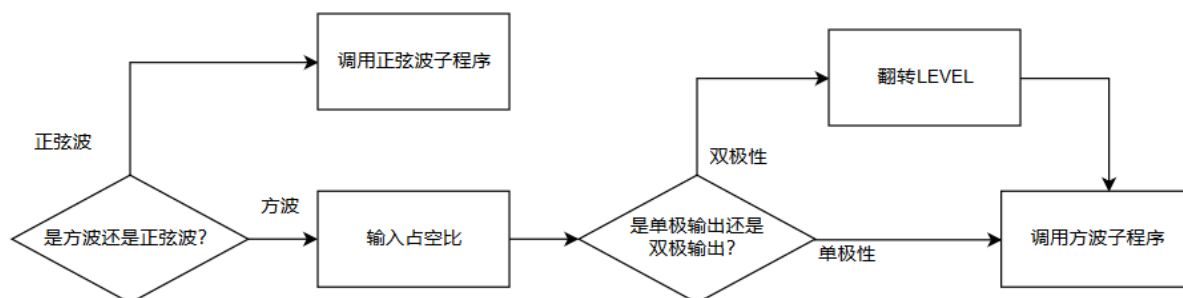 调用正弦波子程序
翻转LEVEL
正弦波
双极性
方波
是方波还是正弦波?
输入占空比
是单极输出还是
双极输出?
单极性
调用方波子程序